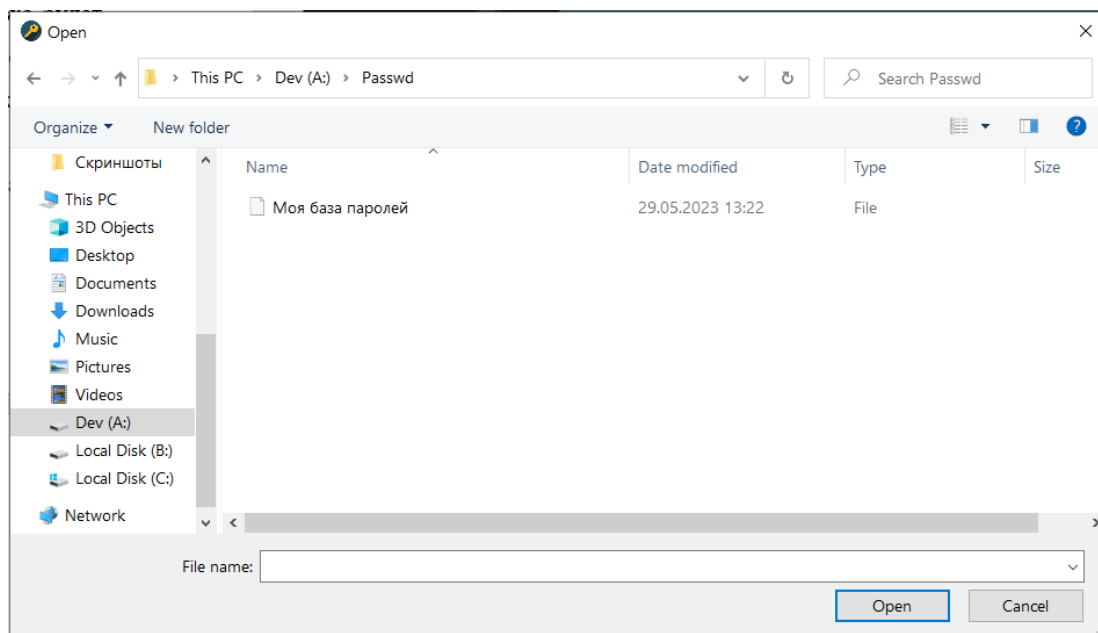 Open
This PC > Dev (A:) > Passwd
Search Passwd
Organize
New folder
?
Скриншоты
This PC
3D Objects
Desktop
Documents
Downloads
Music
Pictures
Videos
Dev (A:)
Local Disk (B:)
Local Disk (C:)
Network
Name Date modified Type Size
Моя база паролей 29.05.2023 13:22 File
File name:
Open Cancel